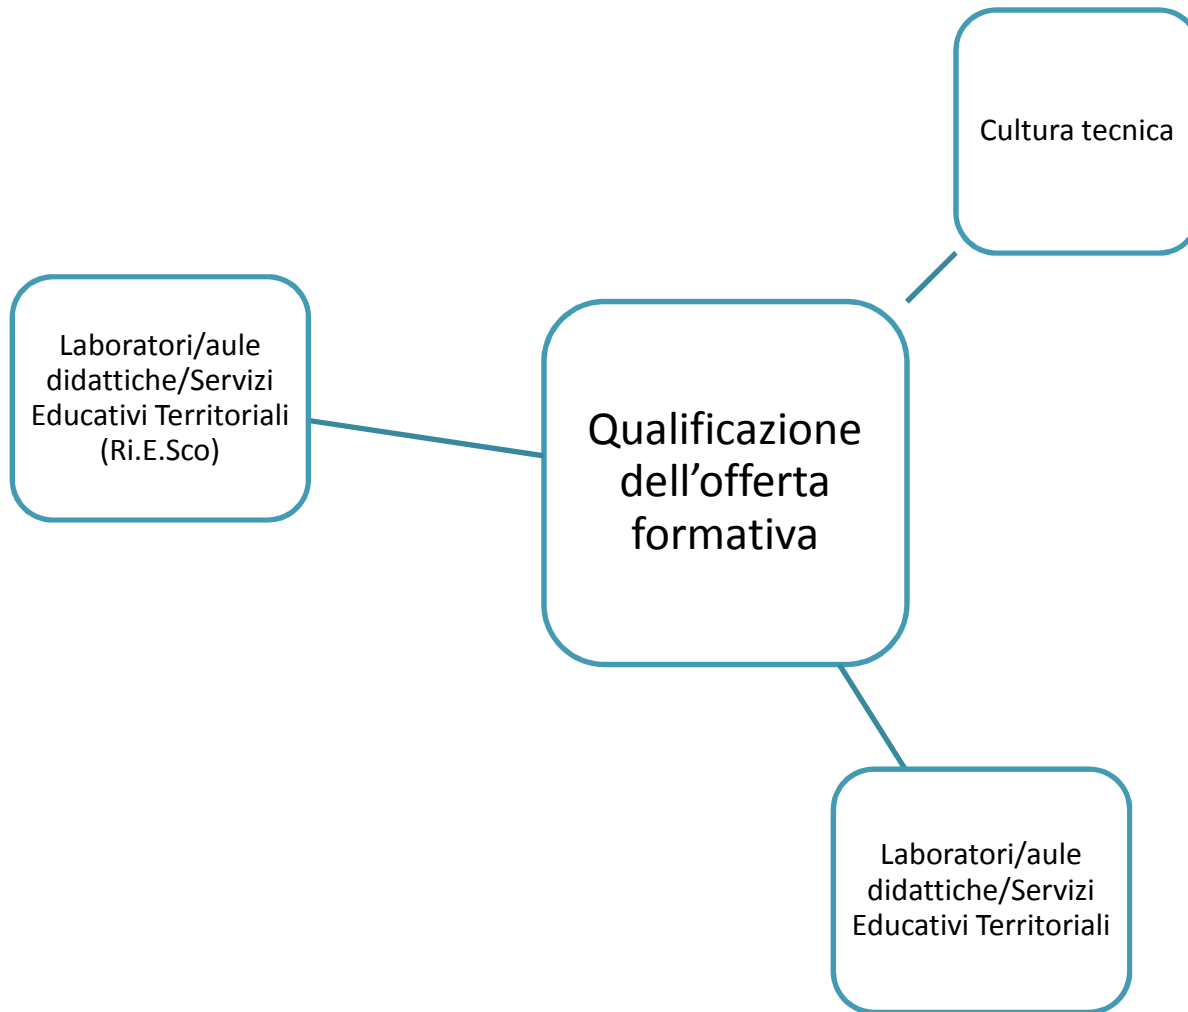 Cultura tecnica
Laboratori/aule
didattiche/Servizi
Educativi Territoriali
(Ri.E.Sco)
Qualificazione
dell’offerta
formativa
Laboratori/aule
didattiche/Servizi
Educativi Territoriali